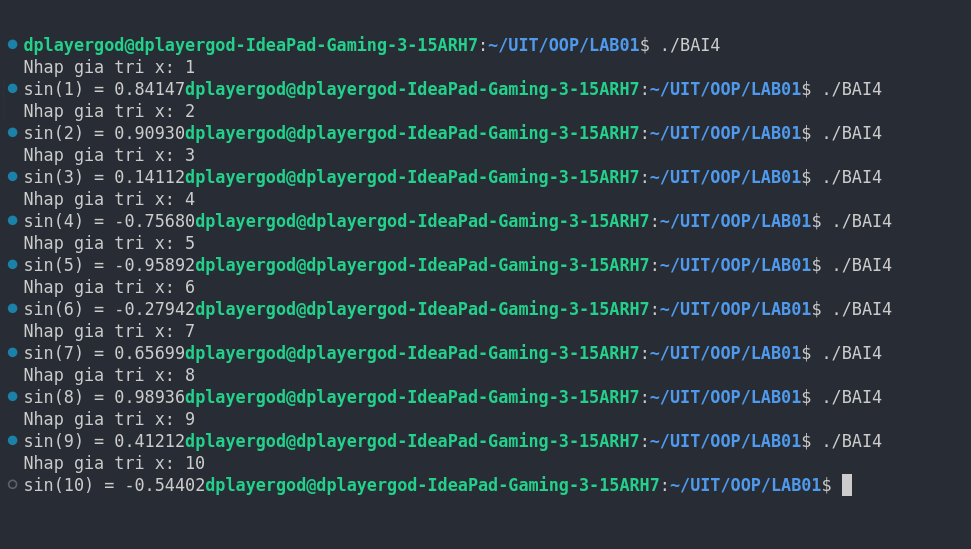 dplayergod@dplayergod-IdeaPad-Gaming-3-15ARH7:~/UIT/OOP/LAB01$ ./BAI4
Nhap gia tri x: 1
sin(1) = 0.84147dplayergod@dplayergod-IdeaPad-Gaming-3-15ARH7:~/UIT/OOP/LAB01$ ./BAI4
Nhap gia tri x: 2
sin(2) = 0.90930dplayergod@dplayergod-IdeaPad-Gaming-3-15ARH7:~/UIT/OOP/LAB01$ ./BAI4
Nhap gia tri x: 3
sin(3) = 0.14112dplayergod@dplayergod-IdeaPad-Gaming-3-15ARH7:~/UIT/OOP/LAB01$ ./BAI4
Nhap gia tri x: 4
sin(4) = -0.75680dplayergod@dplayergod-IdeaPad-Gaming-3-15ARH7:~/UIT/OOP/LAB01$ ./BAI4
Nhap gia tri x: 5
sin(5) = -0.95892dplayergod@dplayergod-IdeaPad-Gaming-3-15ARH7:~/UIT/OOP/LAB01$ ./BAI4
Nhap gia tri x: 6
sin(6) = -0.27942dplayergod@dplayergod-IdeaPad-Gaming-3-15ARH7:~/UIT/OOP/LAB01$ ./BAI4
Nhap gia tri x: 7
sin(7) = 0.65699dplayergod@dplayergod-IdeaPad-Gaming-3-15ARH7:~/UIT/OOP/LAB01$ ./BAI4
Nhap gia tri x: 8
sin(8) = 0.98936dplayergod@dplayergod-IdeaPad-Gaming-3-15ARH7:~/UIT/OOP/LAB01$ ./BAI4
Nhap gia tri x: 9
sin(9) = 0.41212dplayergod@dplayergod-IdeaPad-Gaming-3-15ARH7:~/UIT/OOP/LAB01$ ./BAI4
Nhap gia tri x: 10
sin(10) = -0.54402dplayergod@dplayergod-IdeaPad-Gaming-3-15ARH7:~/UIT/OOP/LAB01$